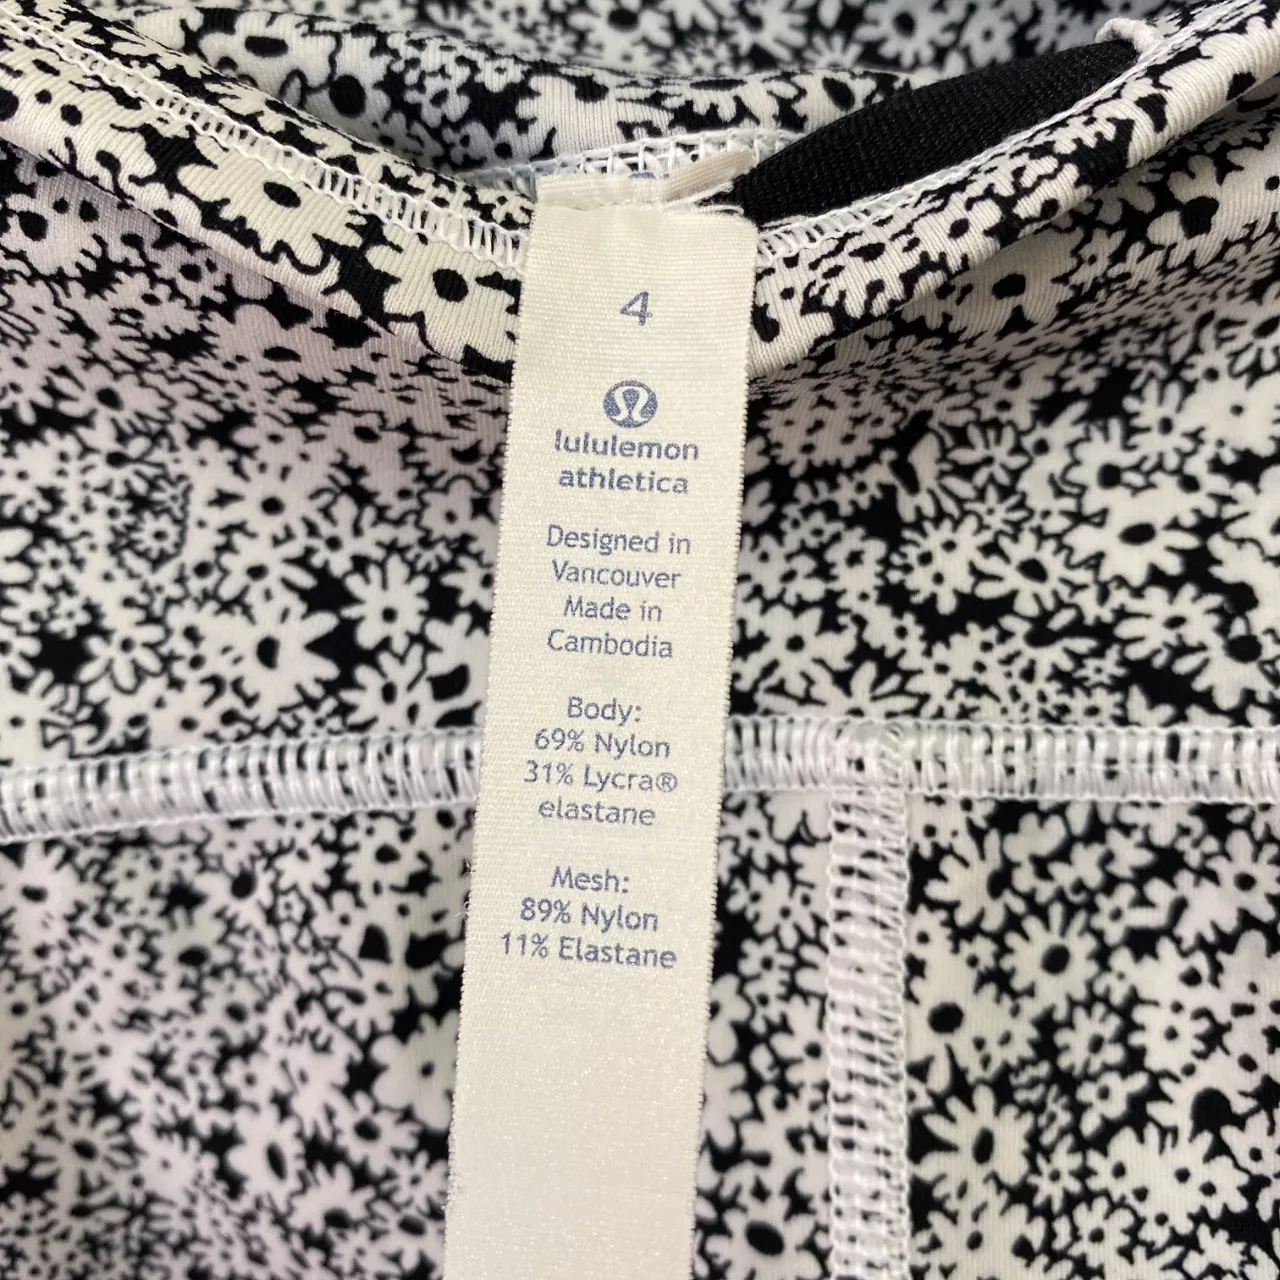 4
lululemon
athletica
Designed in
Vancouver
Made in
Cambodia
Body:
69% Nylon
31% Lycra®
elastane
Mesh:
89% Nylon
11% Elastane